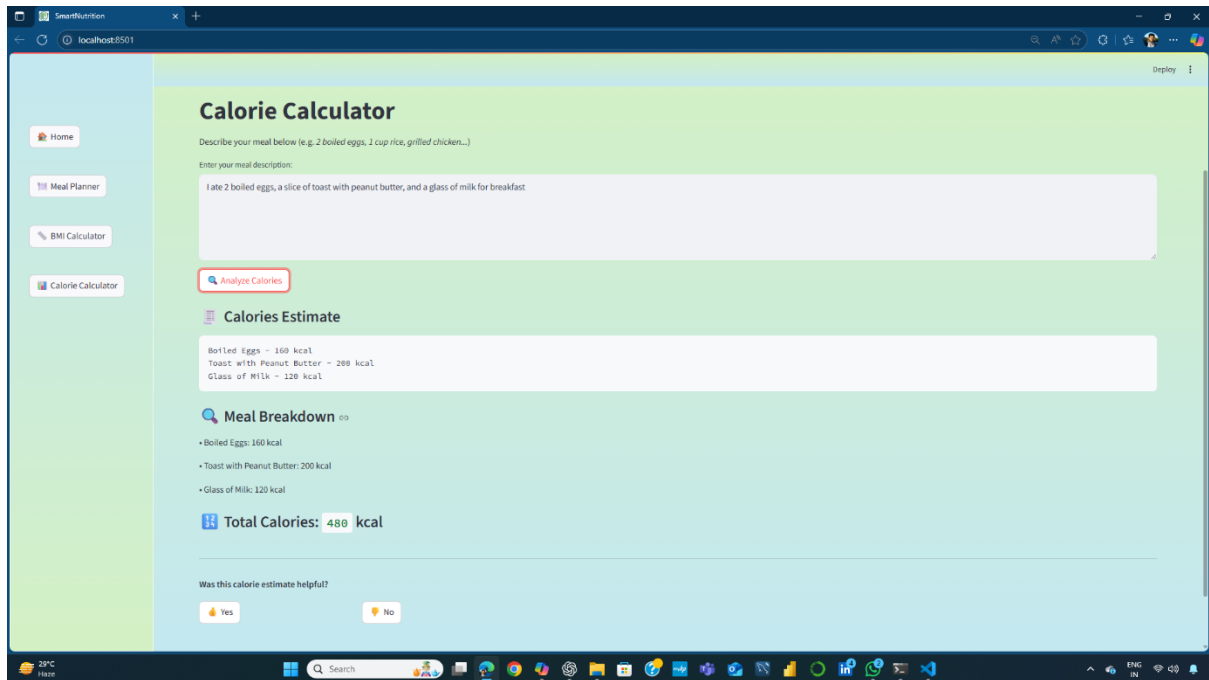 SmartNutrition
localhost:8501
Deploy
Home
Meal Planner
BMI Calculator
Calorie Calculator
Calorie Calculator
Describe your meal below (e.g. 2 boiled eggs, 1 cup rice, grilled chicken...)
Enter your meal description:
I ate 2 boiled eggs, a slice of toast with peanut butter, and a glass of milk for breakfast
Analyze Calories
Calories Estimate
Boiled Eggs - 160 kcal
Toast with Peanut Butter - 200 kcal
Glass of Milk - 120 kcal
Meal Breakdown
• Boiled Eggs: 160 kcal
• Toast with Peanut Butter: 200 kcal
• Glass of Milk: 120 kcal
Total Calories: 480 kcal
Was this calorie estimate helpful?
Yes
No
29°C
Haze
Search
ENG
IN